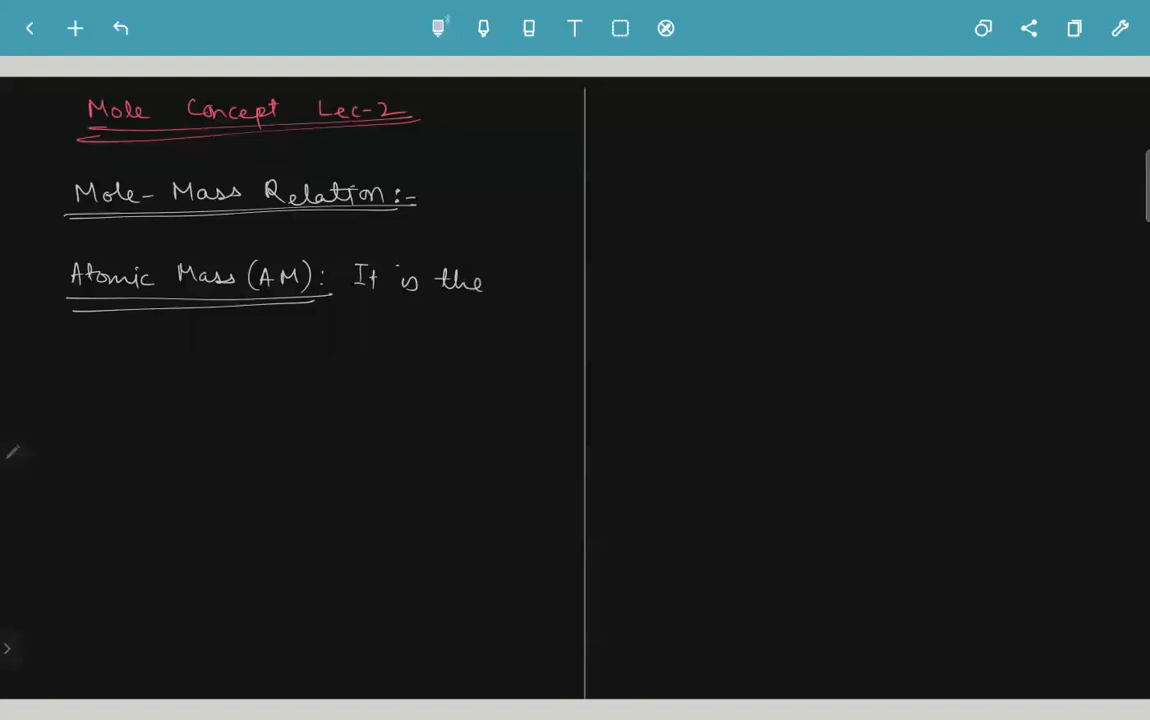 Mole Concept Lec-2
Mole-Mass Relation:-
Atomic Mass (AM): It is the